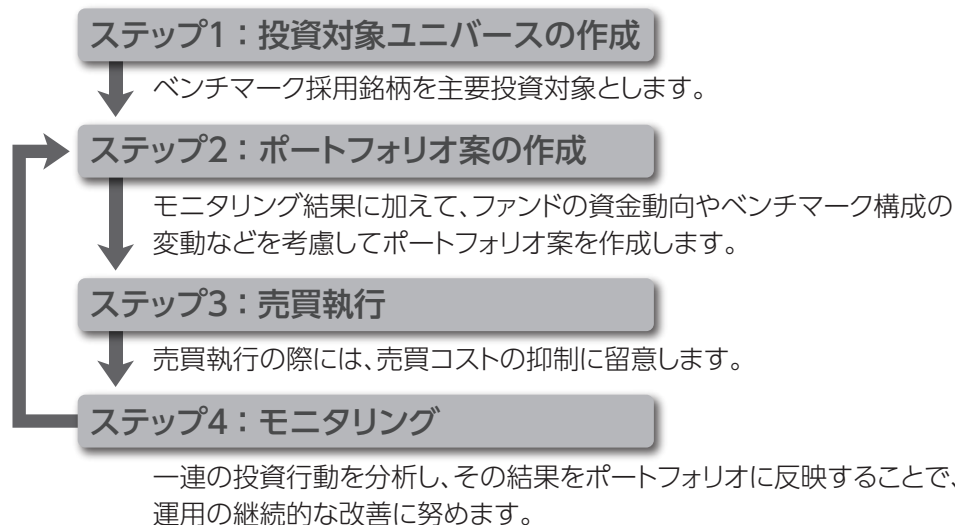 ステップ1：投資対象ユニバースの作成
ベンチマーク採用銘柄を主要投資対象とします。
ステップ2：ポートフォリオ案の作成
モニタリング結果に加えて、ファンドの資金動向やベンチマーク構成の
変動などを考慮してポートフォリオ案を作成します。
ステップ3：売買執行
売買執行の際には、売買コストの抑制に留意します。
ステップ4：モニタリング
一連の投資行動を分析し、その結果をポートフォリオに反映することで、
運用の継続的な改善に努めます。